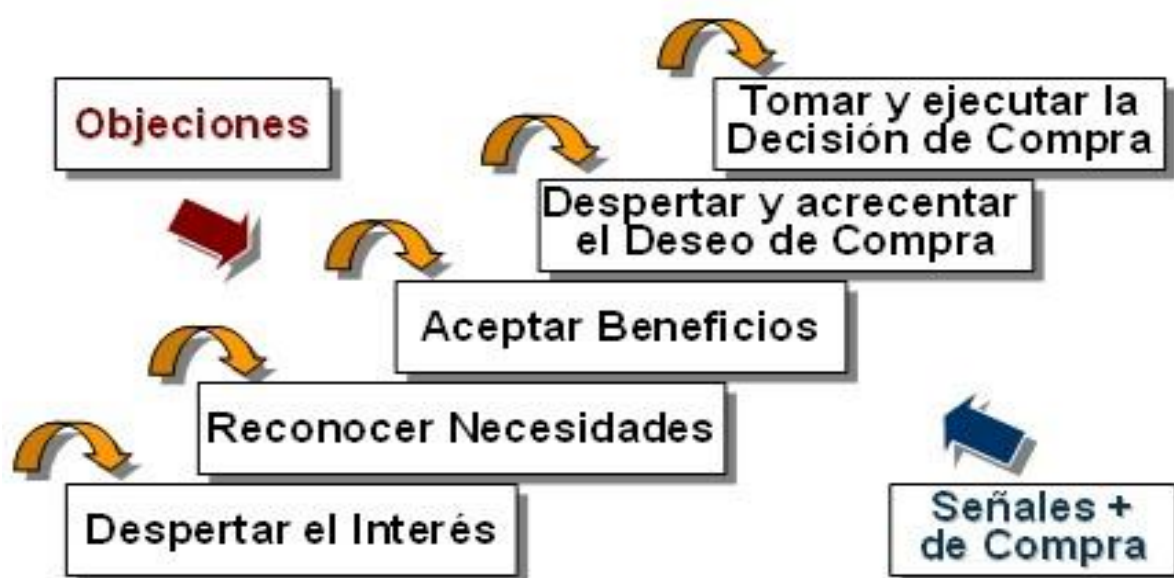 Objeciones
Tomar y ejecutar la
Decisión de Compra
Despertar y acrecentar
el Deseo de Compra
Aceptar Beneficios
Reconocer Necesidades
Despertar el Interés
Señales +
de Compra